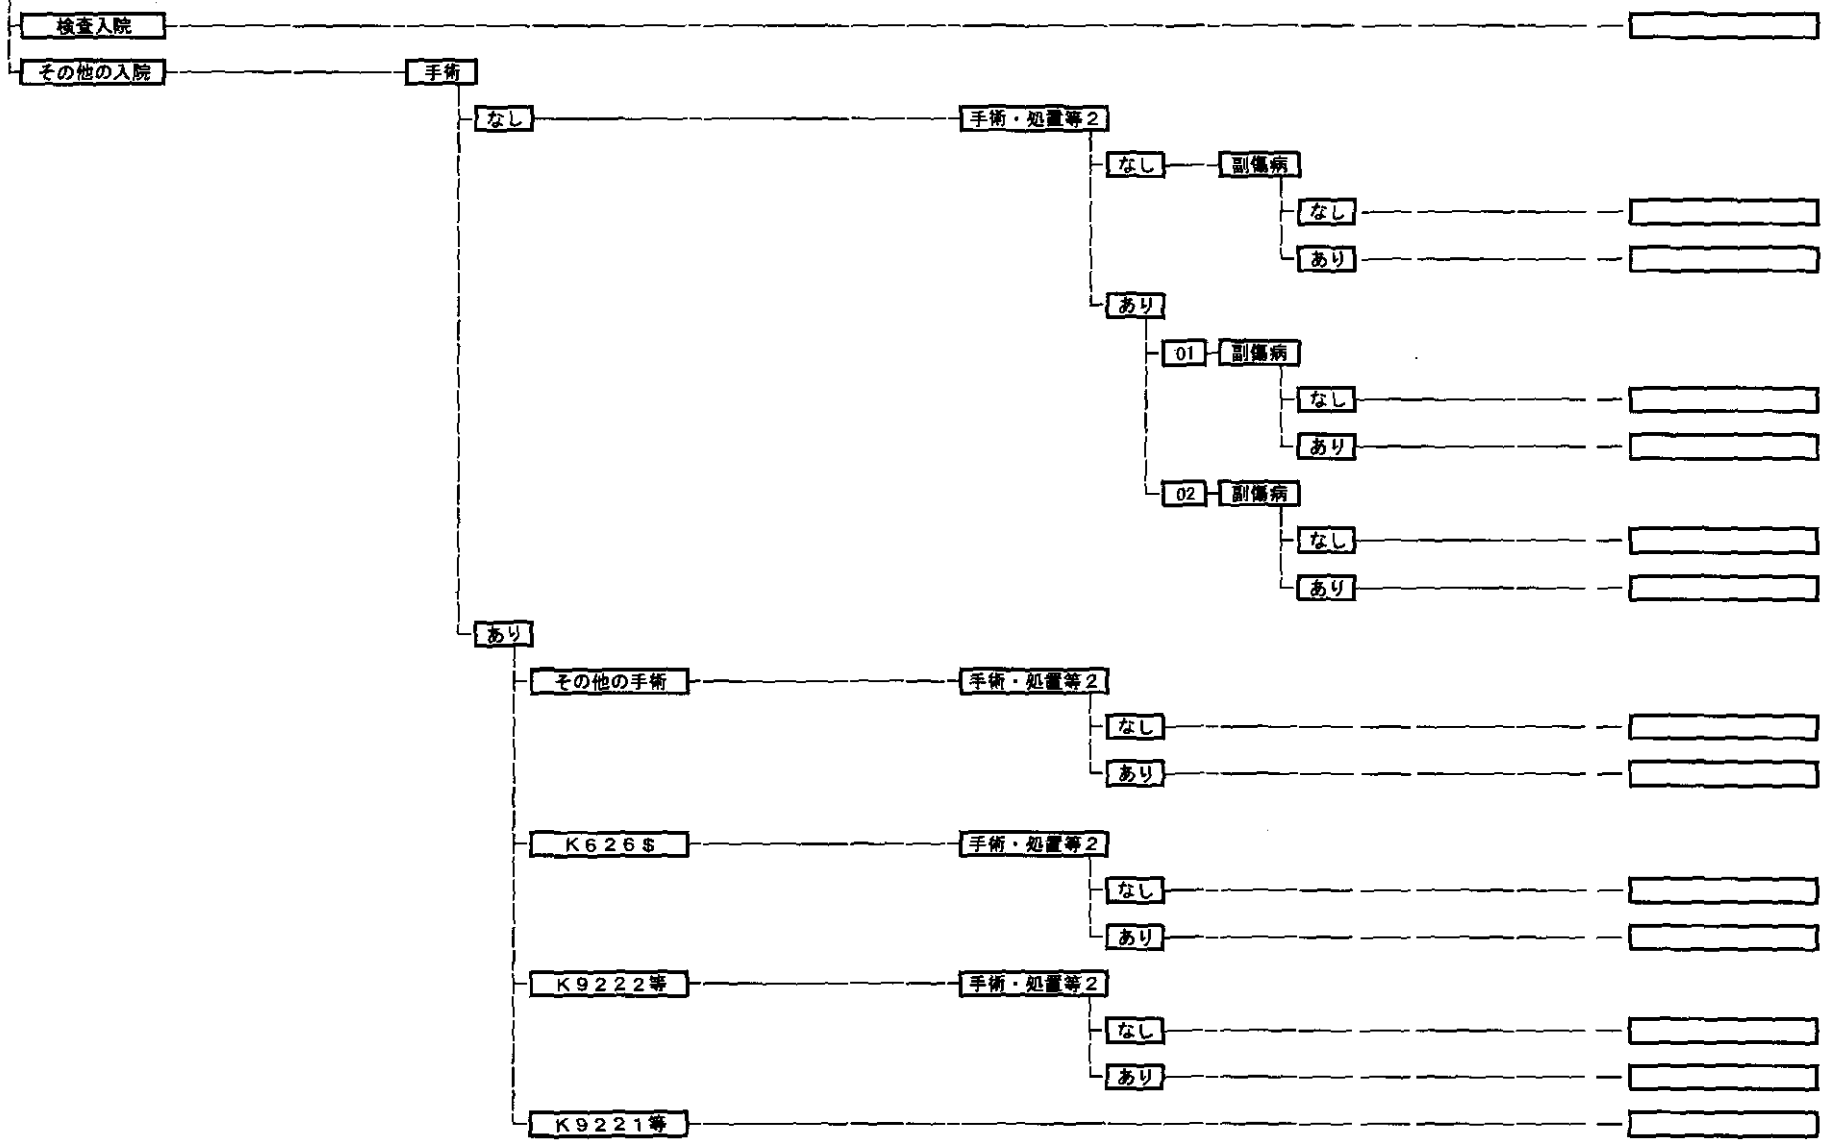 検査入院
その他の入院 手術
なし 手術・処置等2
なし 副傷病
なし
あり
あり
01 副傷病
なし
あり
02 副傷病
なし
あり
あり
その他の手術 手術・処置等2
なし
あり
K626$ 手術・処置等2
なし
あり
K9222等 手術・処置等2
なし
あり
K9221等